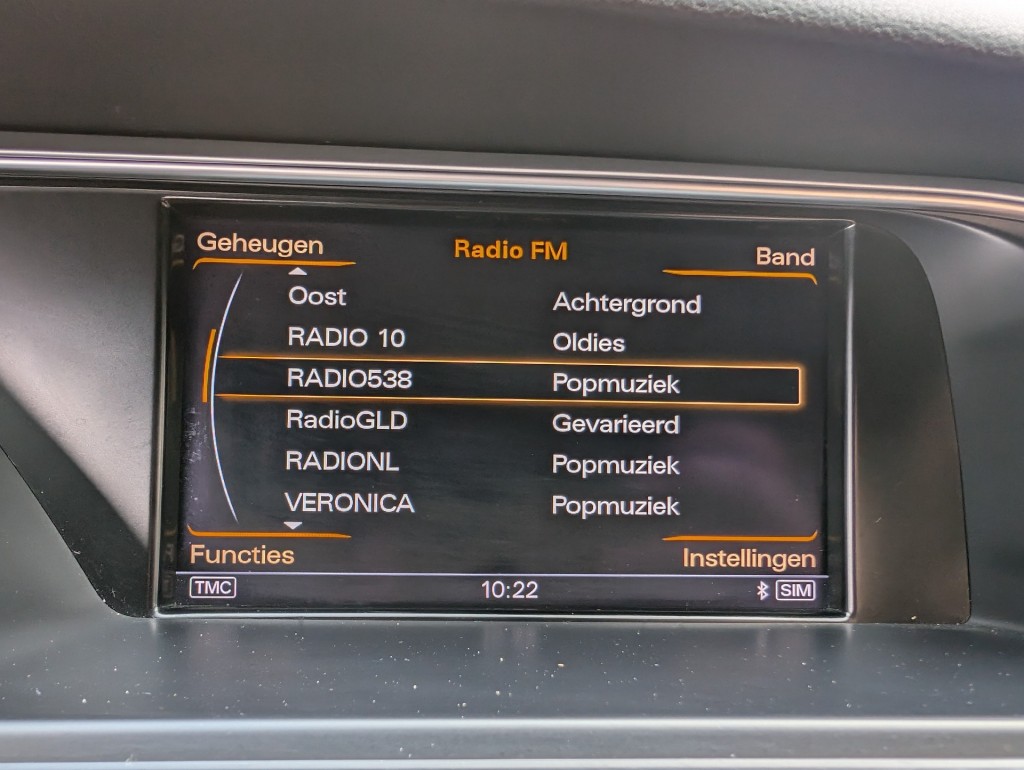 Geheugen Radio FM Band
Oost Achtergrond
RADIO 10 Oldies
RADIO538 Popmuziek
RadioGLD Gevarieerd
RADIONL Popmuziek
VERONICA Popmuziek
Functies Instellingen
TMC 10:22 SIM